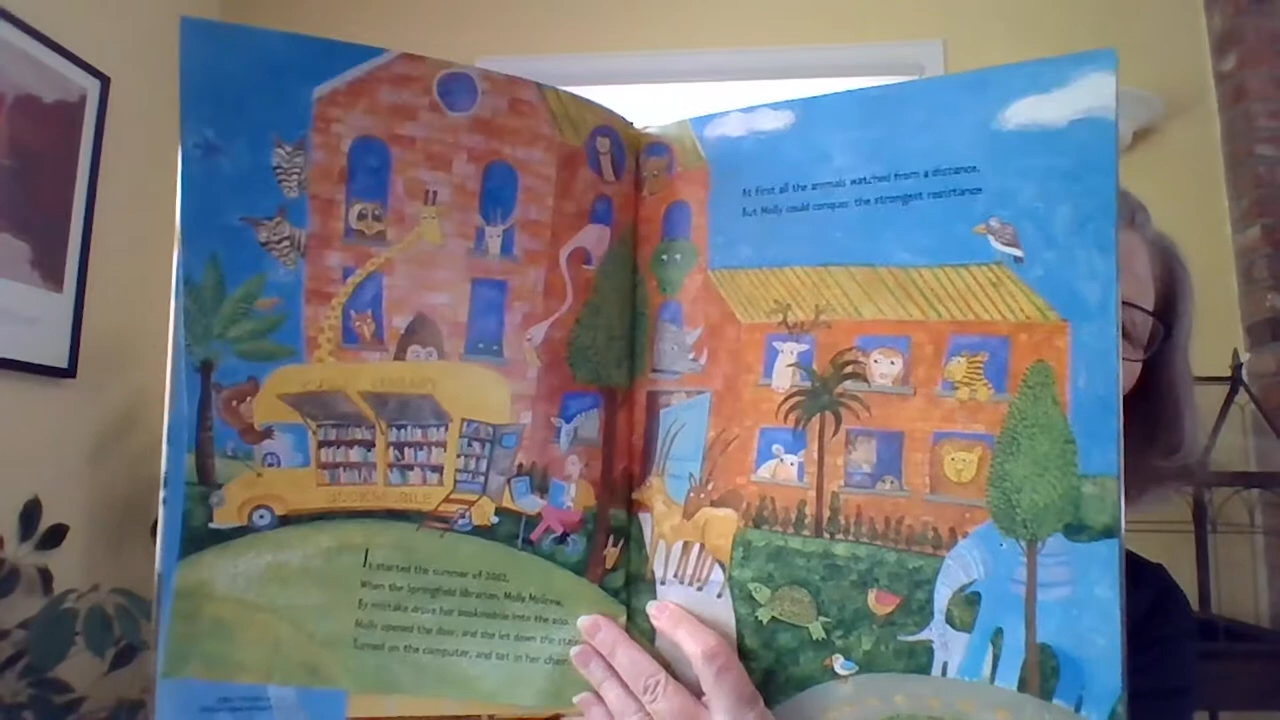 PUBLIC LIBRARY
BOOKMOBILE
It started the summer of 2002,
When the Springfield librarian, Molly McGrew,
By mistake drove her bookmobile into the zoo.
Molly opened the door, and she let down the stair,
Turned on the computer, and sat in her chair.
At first all the animals watched from a distance,
But Molly could conquer the strongest resistance